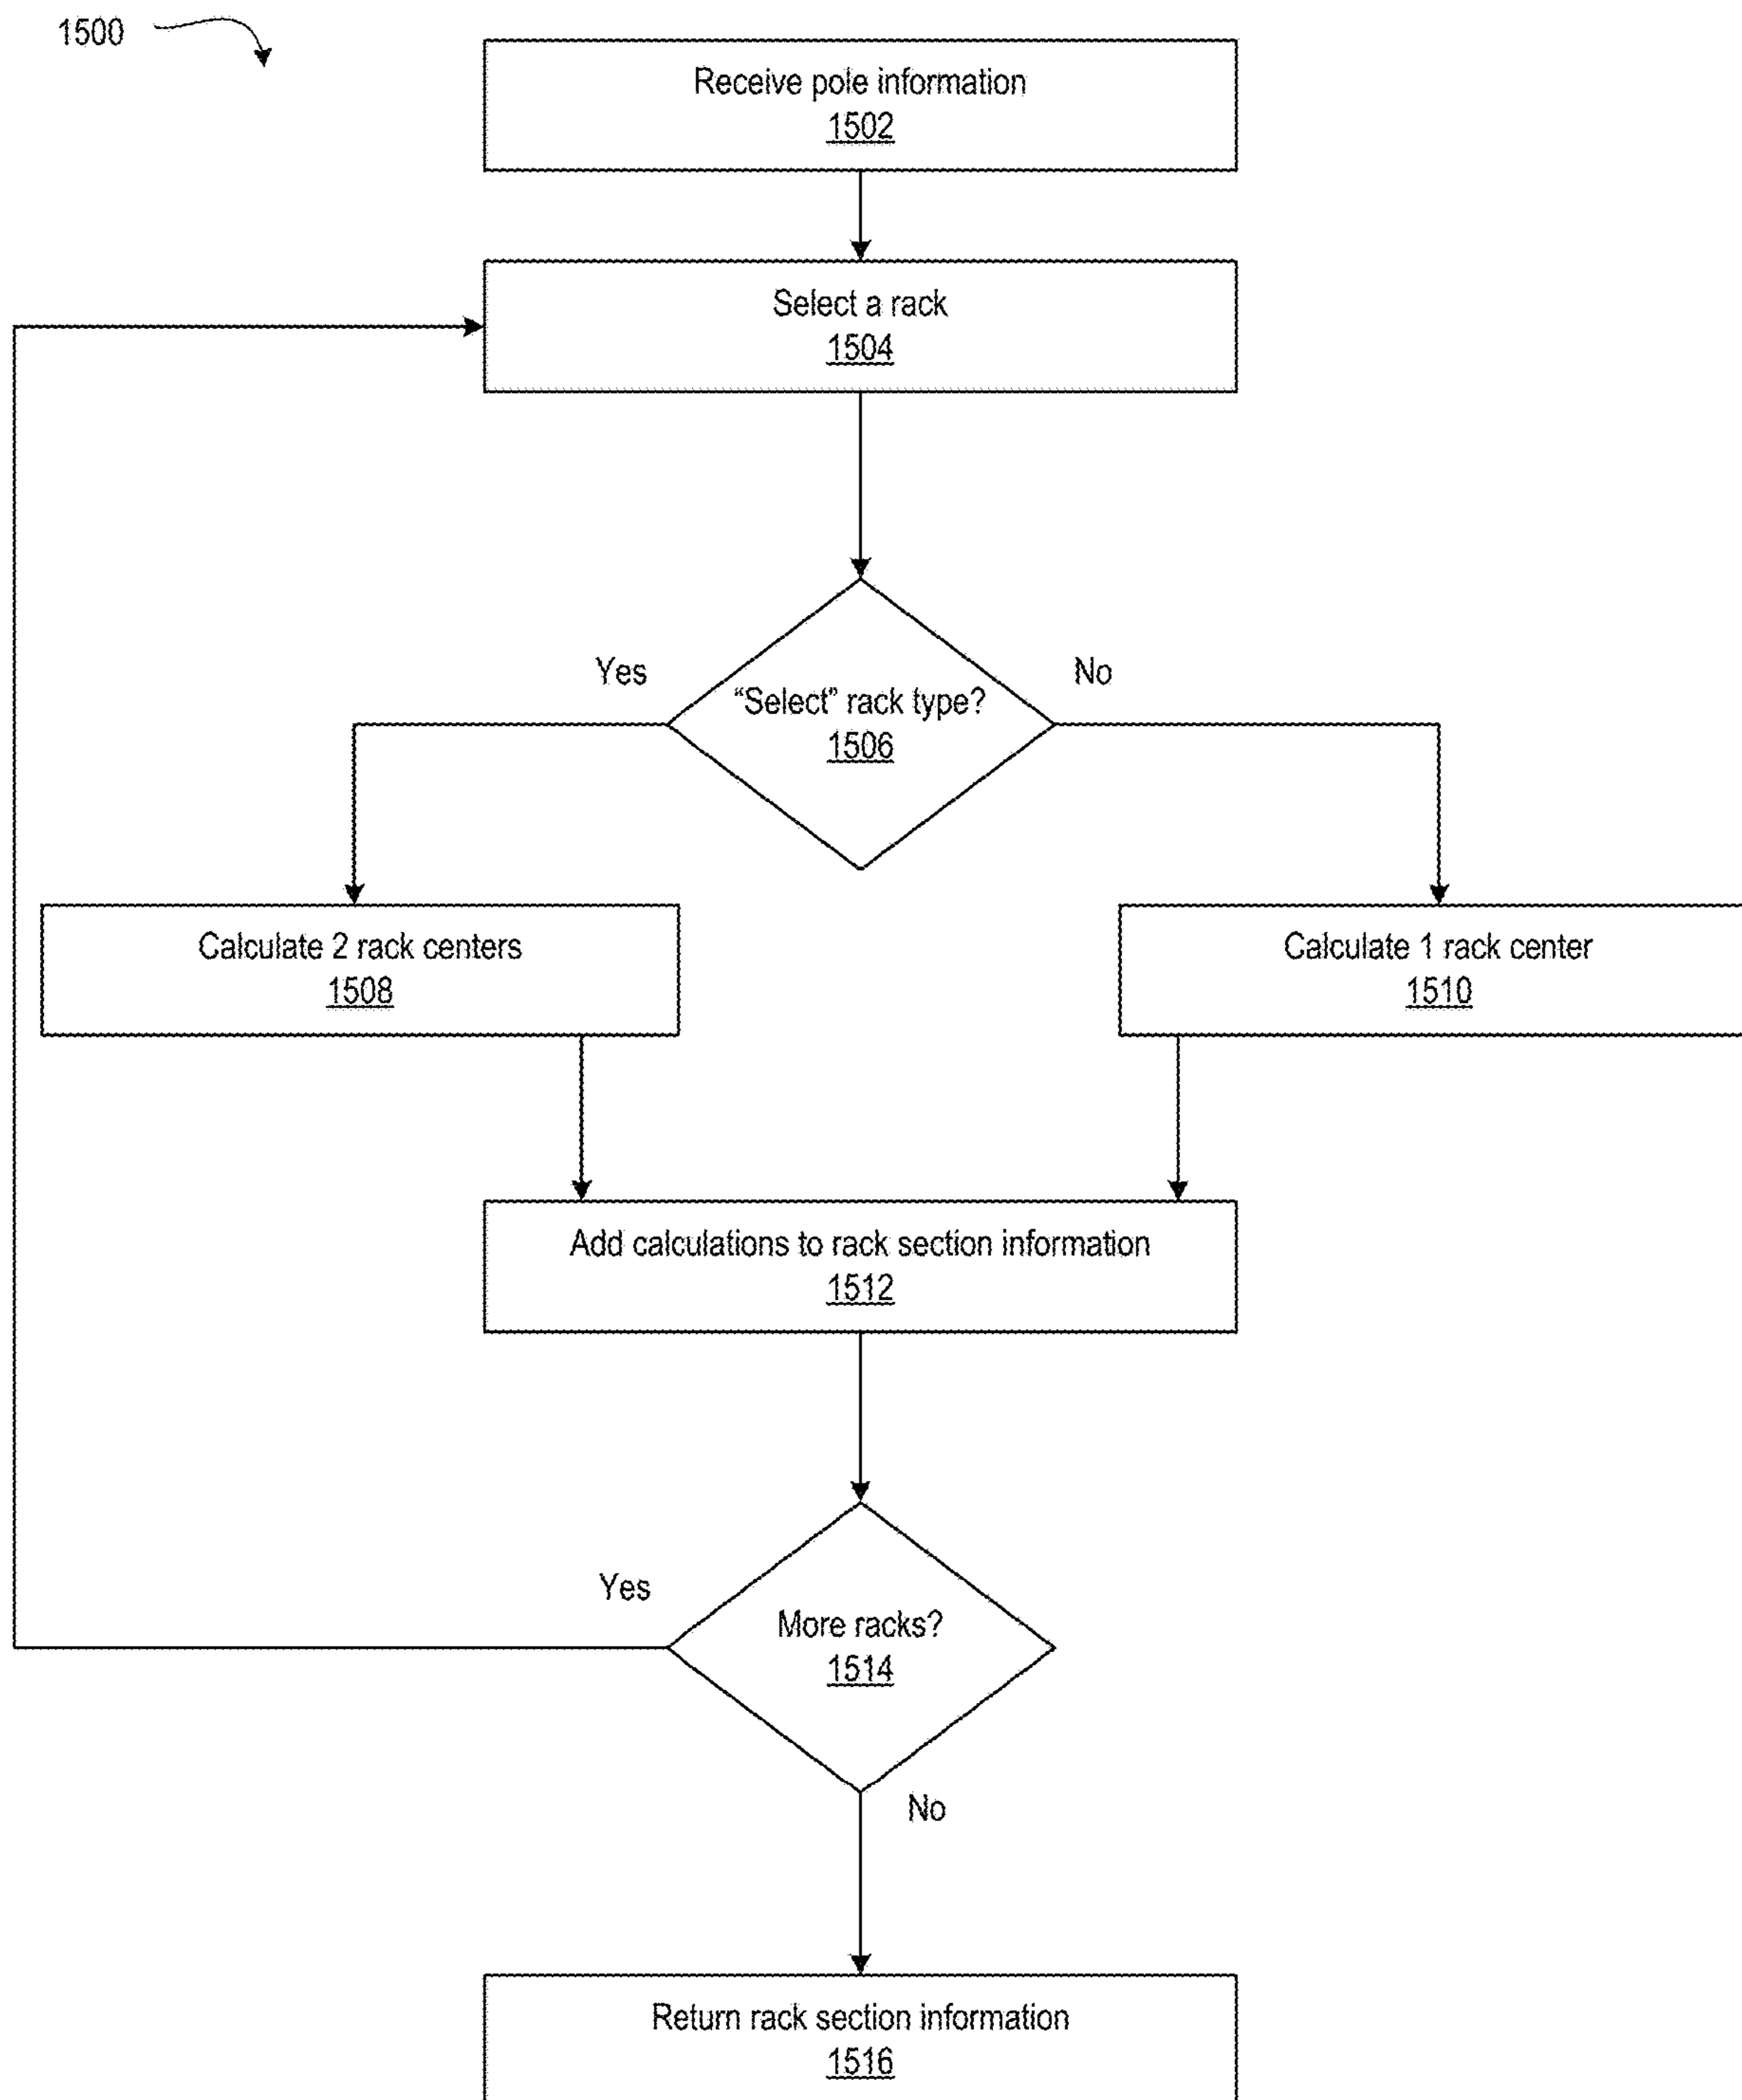 1500
Receive pole information
1502
Select a rack
1504
Yes
No
“Select” rack type?
1506
Calculate 2 rack centers
1508
Calculate 1 rack center
1510
Add calculations to rack section information
1512
Yes
More racks?
1514
No
Return rack section information
1516